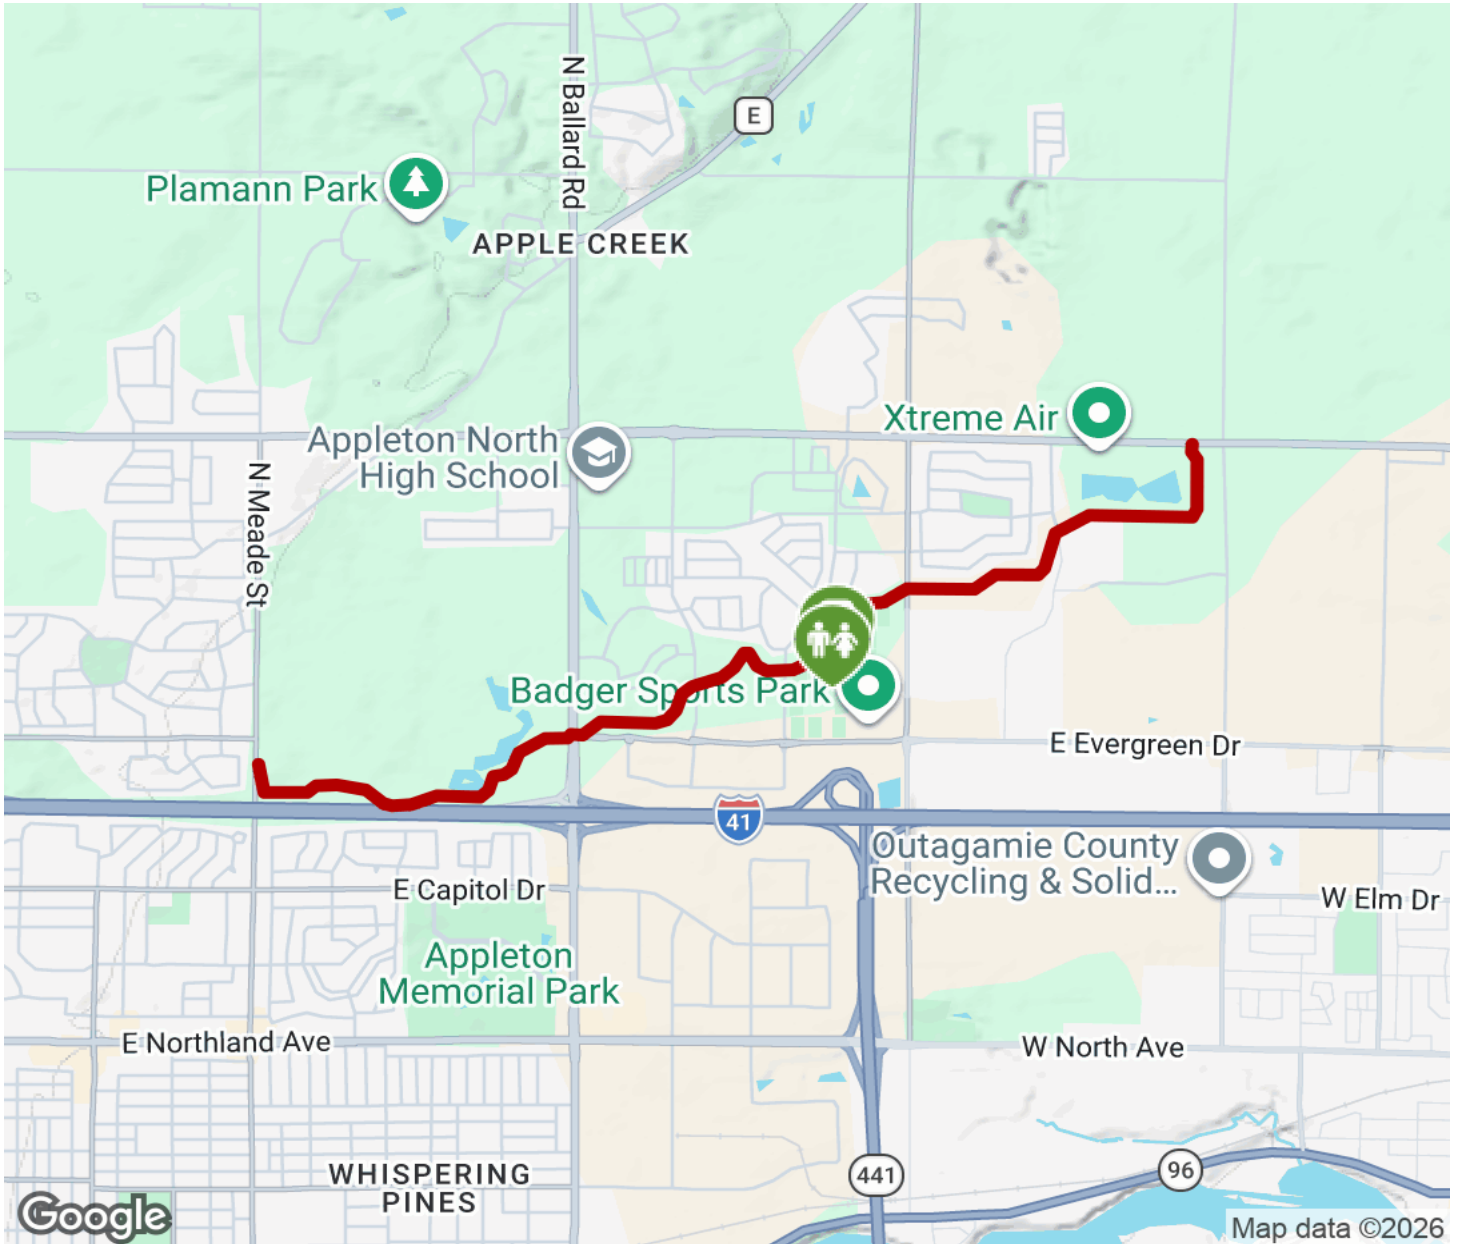 N Ballard Rd
E
Plamann Park
APPLE CREEK
Xtreme Air
Appleton North
High School
N Meade St
Badger Sports Park
E Evergreen Dr
41
Outagamie County
Recycling & Solid...
E Capitol Dr
W Elm Dr
Appleton
Memorial Park
E Northland Ave
W North Ave
WHISPERING
PINES
441
96
Google
Map data ©2026